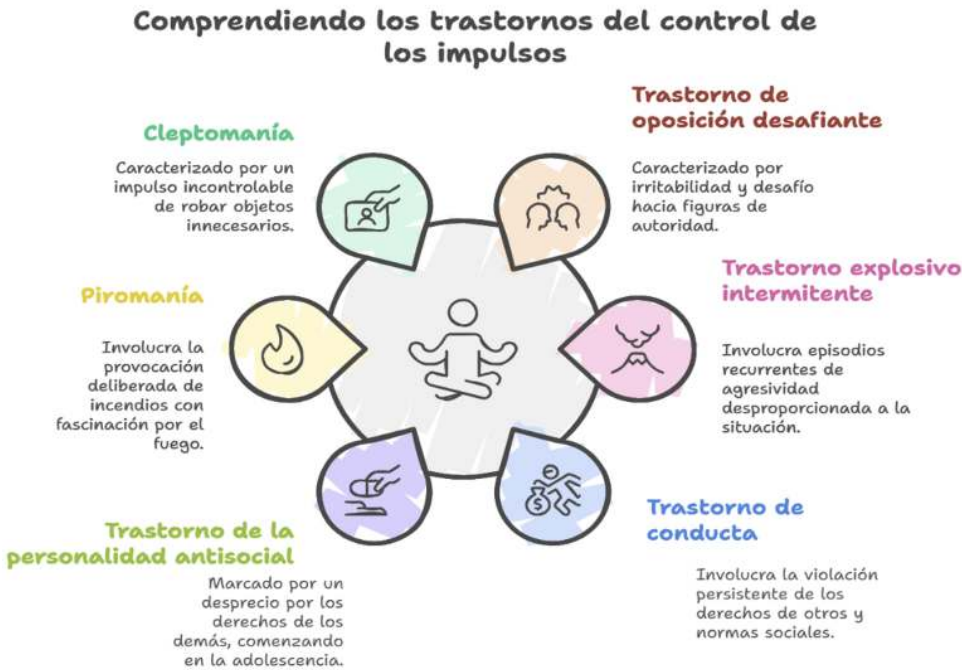 Comprendiendo los trastornos del control de
los impulsos
Cleptomanía
Caracterizado por un
impulso incontrolable
de robar objetos
innecesarios.
Trastorno de
oposición desafiante
Caracterizado por
irritabilidad y desafío
hacia figuras de
autoridad.
Piromanía
Involucra la
provocación
deliberada de
incendios con
fascinación por el
fuego.
Trastorno explosivo
intermitente
Involucra episodios
recurrentes de
agresividad
desproporcionada a la
situación.
Trastorno de la
personalidad antisocial
Marcado por un
desprecio por los
derechos de los
demás, comenzando
en la adolescencia.
Trastorno de
conducta
Involucra la violación
persistente de los
derechos de otros y
normas sociales.
$